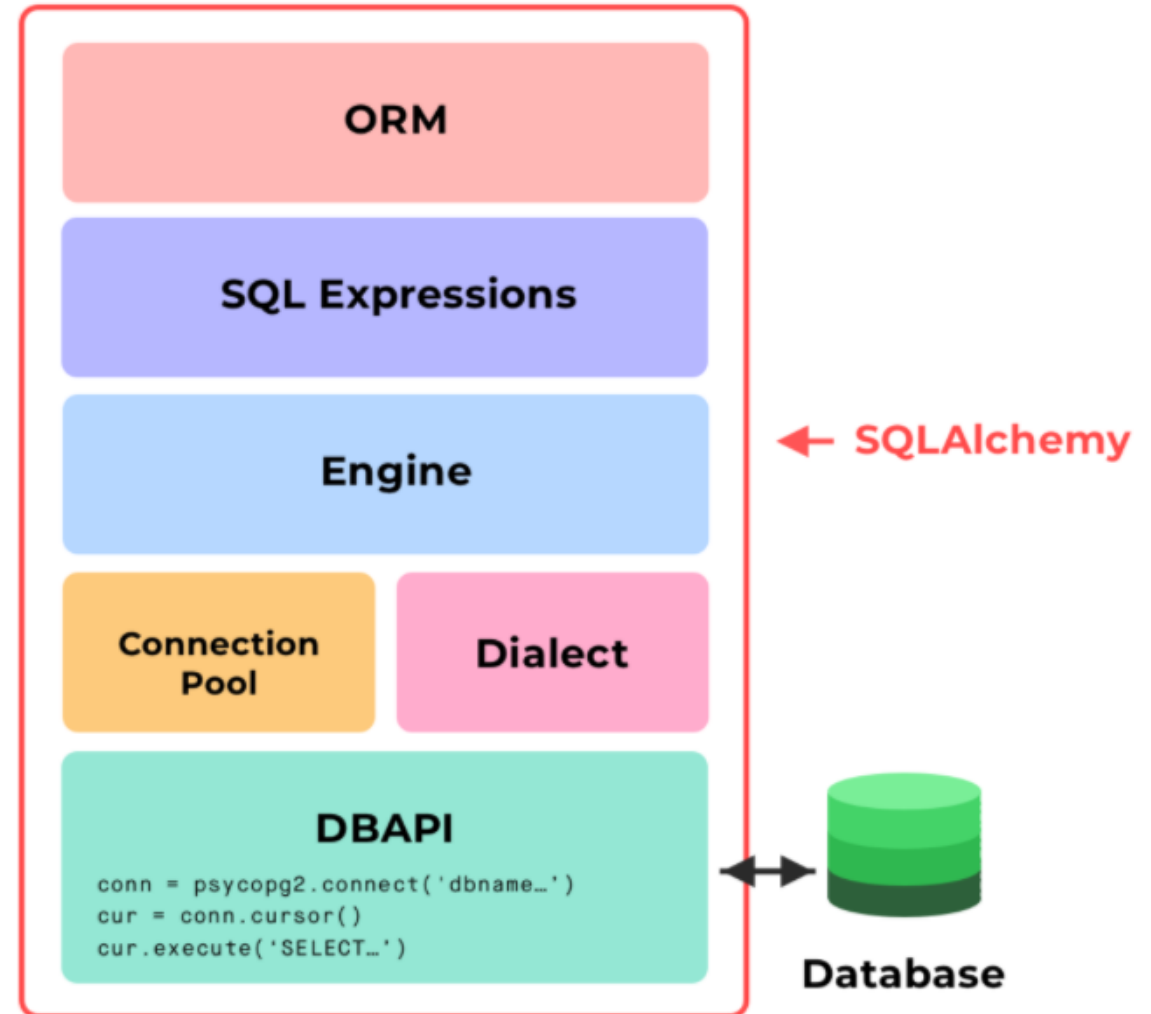 ORM
SQL Expressions
Engine
SQLAlchemy
Connection
Pool
Dialect
DBAPI
conn = psycopg2.connect('dbname…')
cur = conn.cursor()
cur.execute(‘SELECT…’)
Database